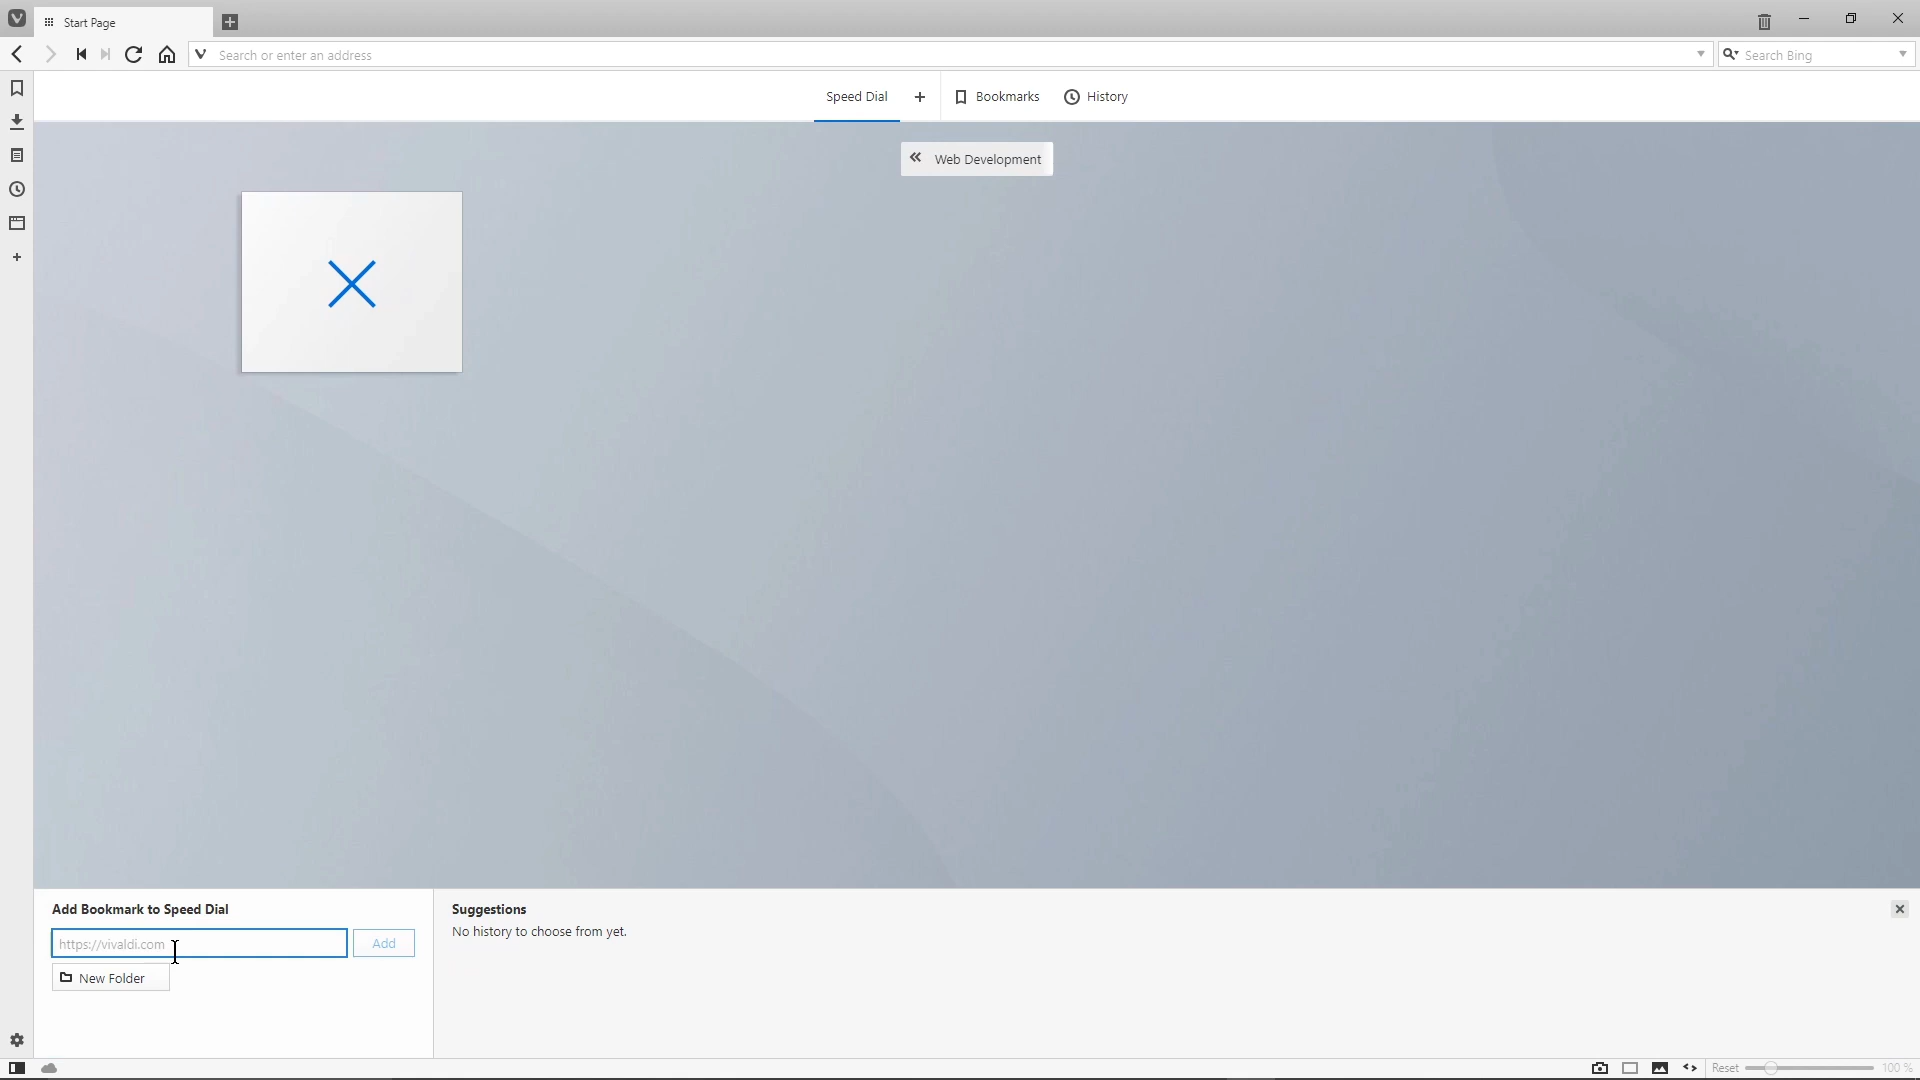 Start Page
Search or enter an address
Search Bing
Speed Dial
Bookmarks
History
Web Development
Add Bookmark to Speed Dial
https://vivaldi.com
Add
New Folder
Suggestions
No history to choose from yet.
Reset
100 %